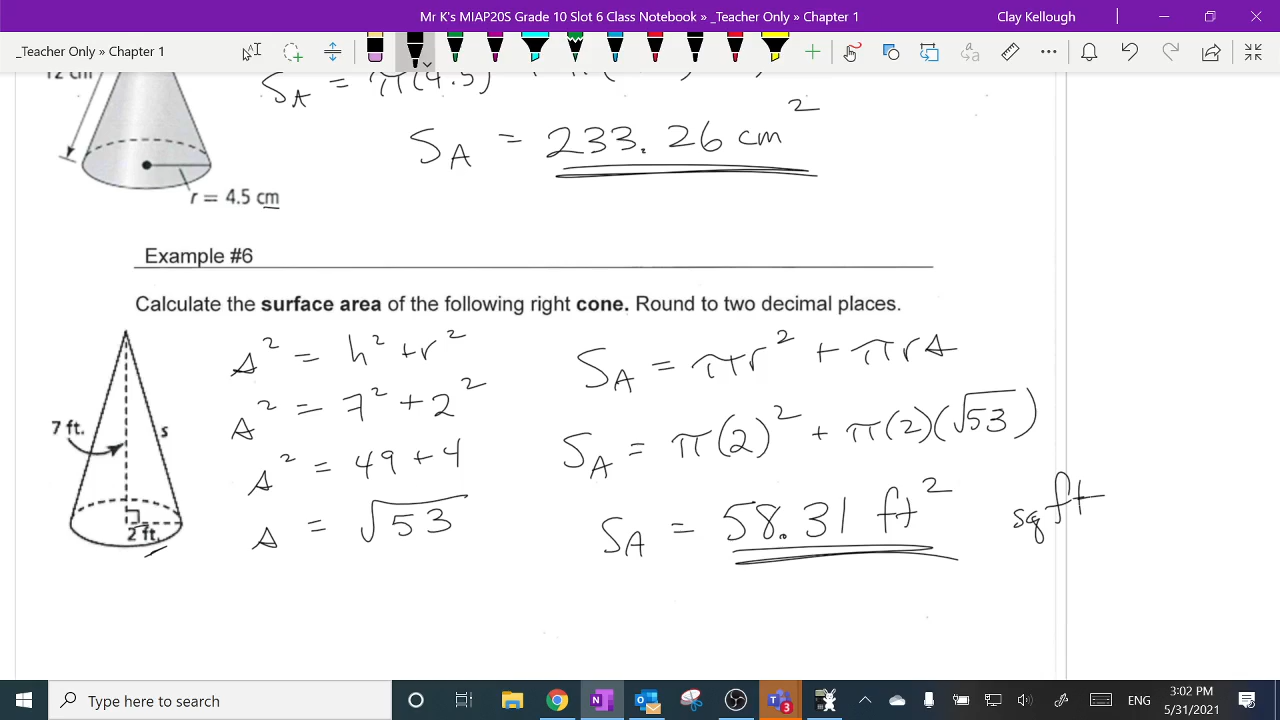 Mr K's MIAP20S Grade 10 Slot 6 Class Notebook » _Teacher Only » Chapter 1
Clay Kellough
_Teacher Only » Chapter 1
12 cm
S_A = π(4.5)
S_A = 233.26 cm²
r = 4.5 cm
Example #6
Calculate the surface area of the following right cone. Round to two decimal places.
s² = h² + r²
S_A = πr² + πrs
s² = 7² + 2²
7 ft.
s
S_A = π(2)² + π(2)(√53)
s² = 49 + 4
2 ft.
s = √53
S_A = 58.31 ft²
sq ft
Type here to search
3
ENG
3:02 PM
5/31/2021